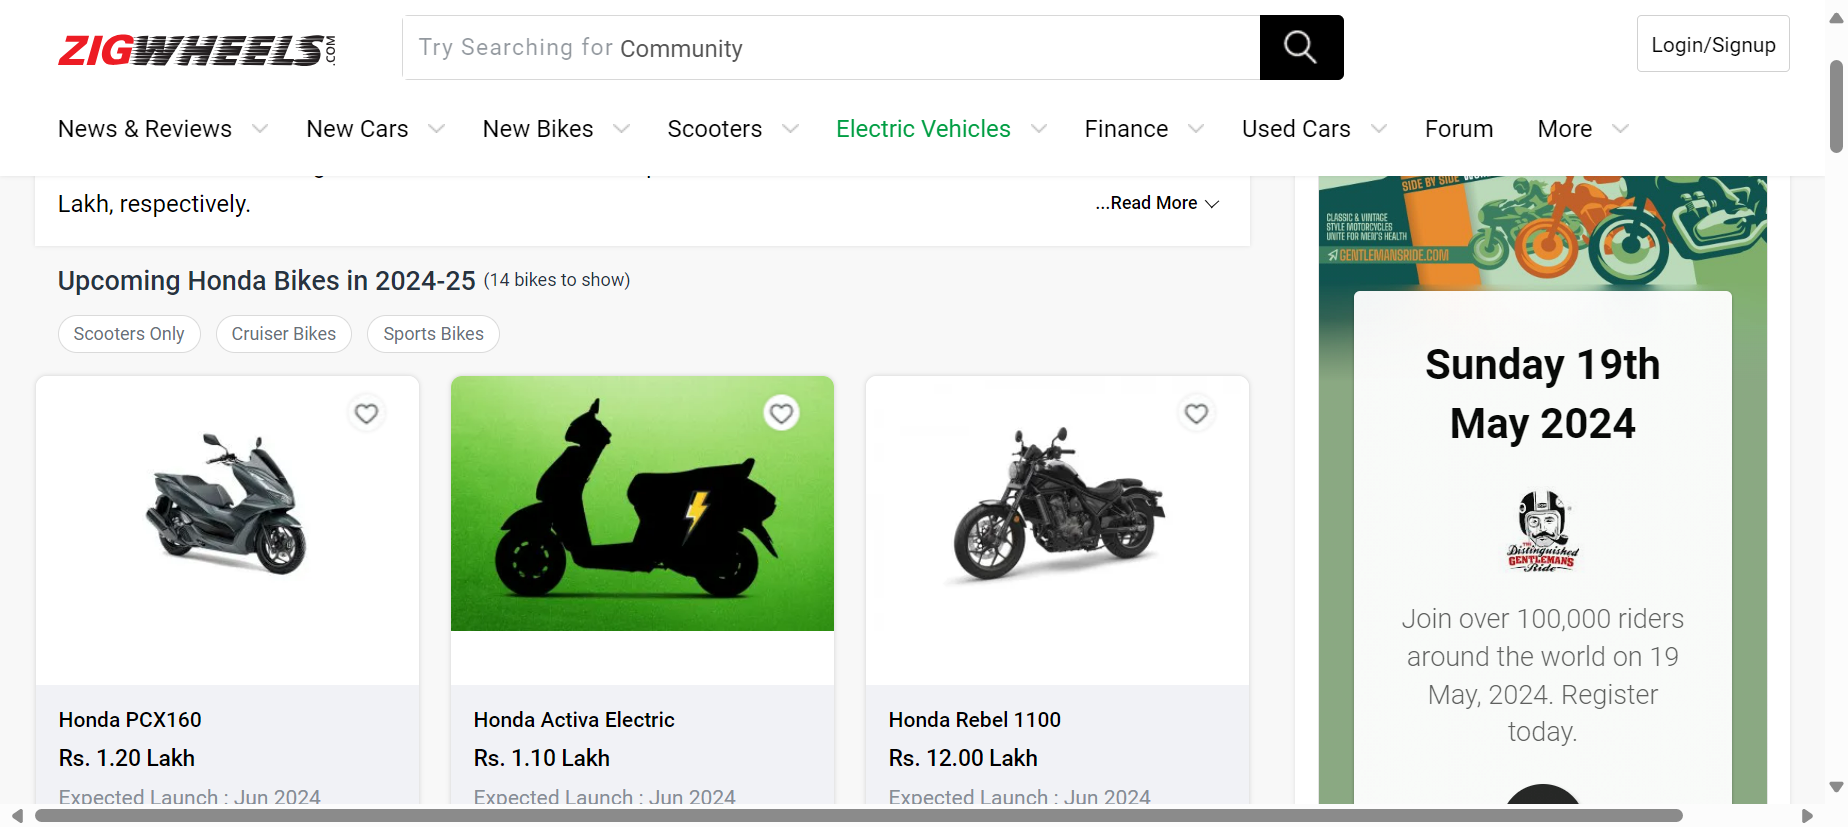 ZIGWHEELS.COM
Try Searching for Community
Login/Signup
News & Reviews
New Cars
New Bikes
Scooters
Electric Vehicles
Finance
Used Cars
Forum
More
Lakh, respectively.
...Read More
Upcoming Honda Bikes in 2024-25 (14 bikes to show)
Scooters Only
Cruiser Bikes
Sports Bikes
Honda PCX160
Rs. 1.20 Lakh
Expected Launch : Jun 2024
Honda Activa Electric
Rs. 1.10 Lakh
Expected Launch : Jun 2024
Honda Rebel 1100
Rs. 12.00 Lakh
Expected Launch : Jun 2024
SIDE BY SIDE
CLASSIC & VINTAGE
STYLE MOTORCYCLES
UNITE FOR MEN'S HEALTH
GENTLEMANSRIDE.COM
Sunday 19th
May 2024
THE
Distinguished
GENTLEMANS
Ride
Join over 100,000 riders
around the world on 19
May, 2024. Register
today.